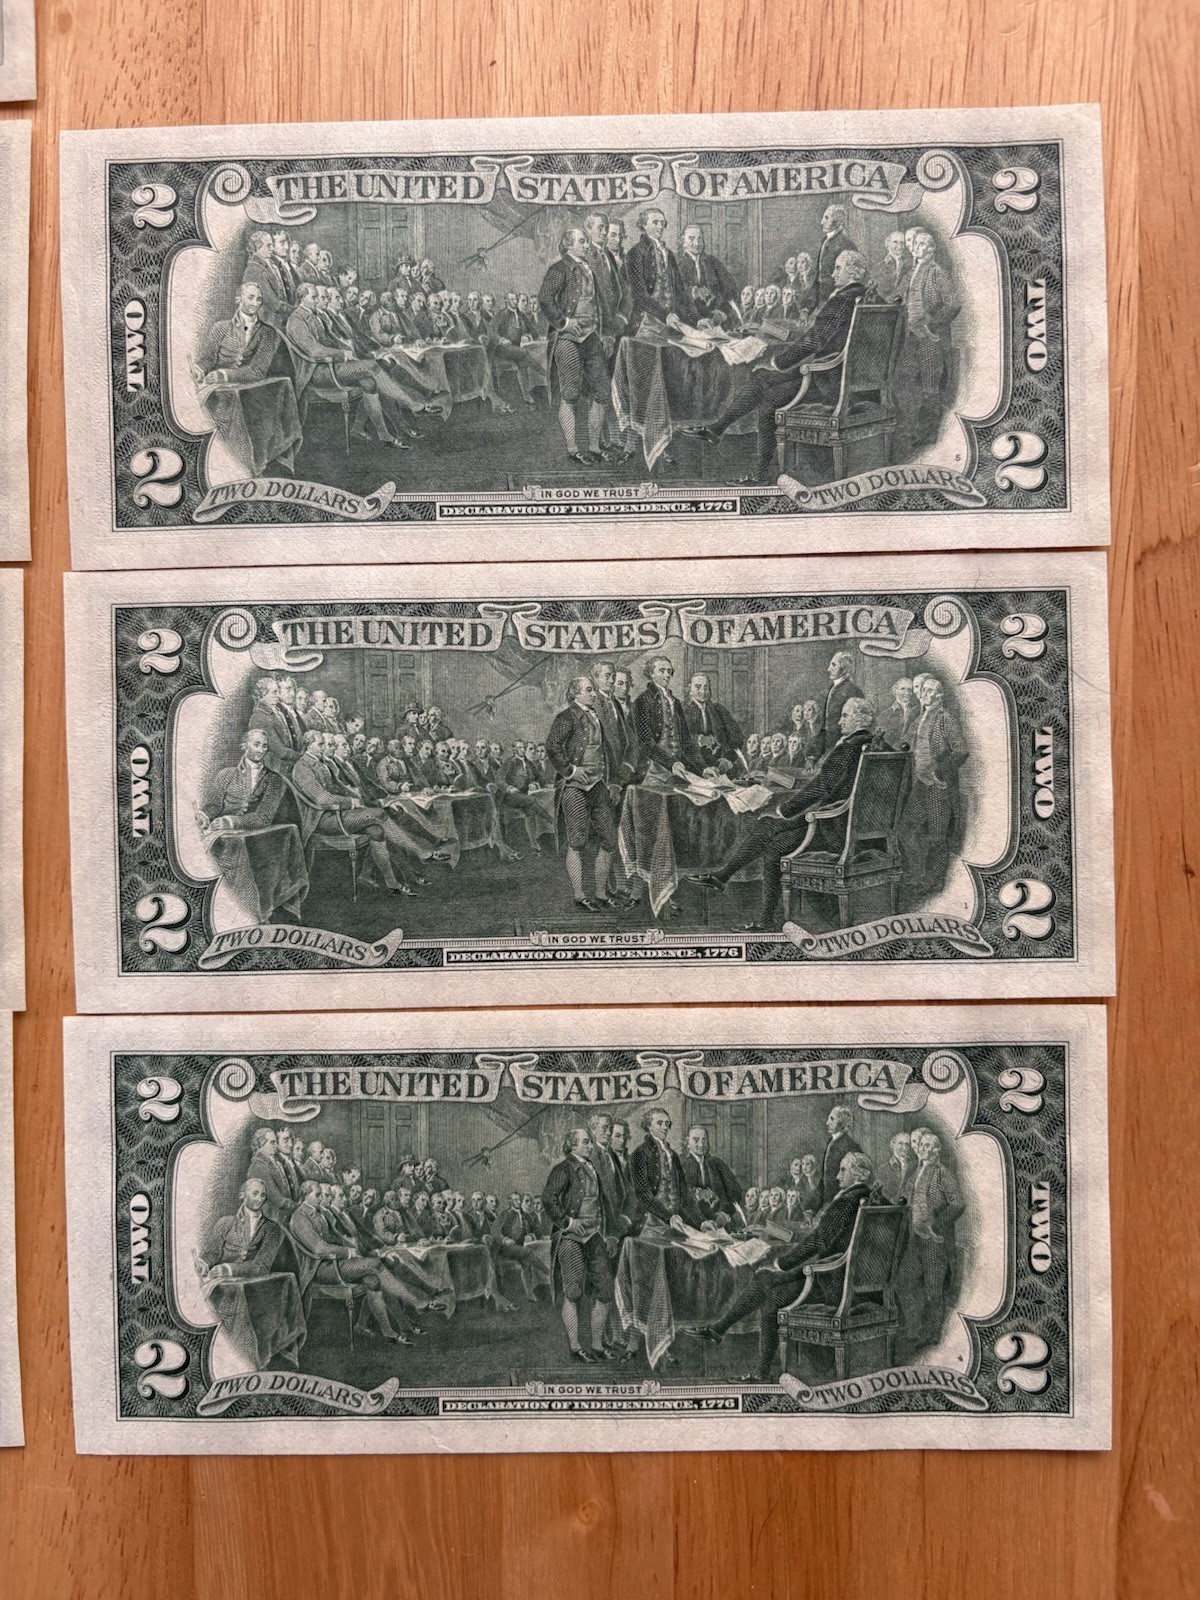 THE UNITED STATES OF AMERICA
2 2
TWO TWO
2 2
5
TWO DOLLARS IN GOD WE TRUST TWO DOLLARS
DECLARATION OF INDEPENDENCE, 1776
THE UNITED STATES OF AMERICA
2 2
TWO TWO
2 2
1
TWO DOLLARS IN GOD WE TRUST TWO DOLLARS
DECLARATION OF INDEPENDENCE, 1776
THE UNITED STATES OF AMERICA
2 2
TWO TWO
2 2
4
TWO DOLLARS IN GOD WE TRUST TWO DOLLARS
DECLARATION OF INDEPENDENCE, 1776